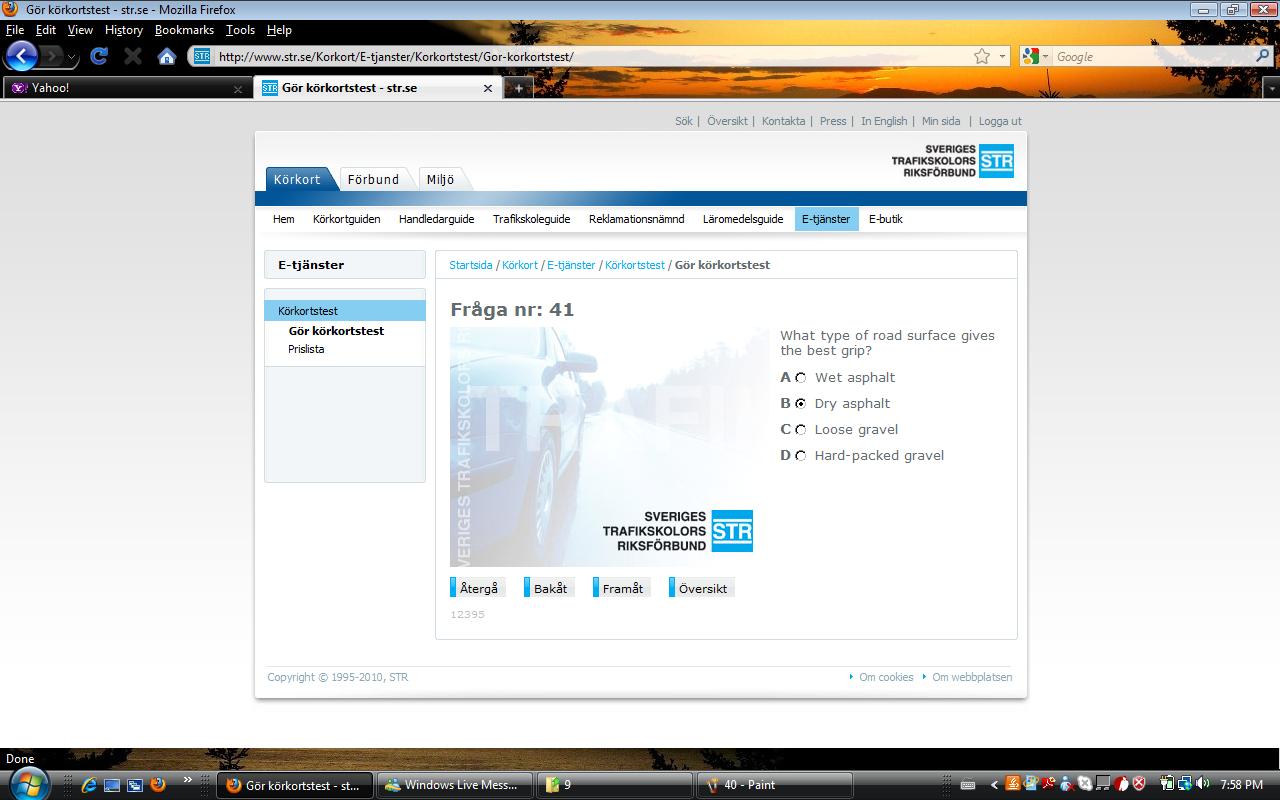 Gör körkortstest - str.se - Mozilla Firefox
File Edit View History Bookmarks Tools Help
STR http://www.str.se/Korkort/E-tjanster/Korkortstest/Gor-korkortstest/ Google
Yahoo! STR Gör körkortstest - str.se
Sök | Översikt | Kontakta | Press | In English | Min sida | Logga ut
SVERIGES
TRAFIKSKOLORS
RIKSFÖRBUND
STR
Körkort Förbund Miljö
Hem Körkortguiden Handledarguide Trafikskoleguide Reklamationsnämnd Läromedelsguide E-tjänster E-butik
E-tjänster
Körkortstest
Gör körkortstest
Prislista
Startsida / Körkort / E-tjänster / Körkortstest / Gör körkortstest
Fråga nr: 41
VERIGES TRAFIKSKOLOR
TRAFI
SVERIGES
TRAFIKSKOLORS
RIKSFÖRBUND
STR
What type of road surface gives
the best grip?
A Wet asphalt
B Dry asphalt
C Loose gravel
D Hard-packed gravel
Återgå Bakåt Framåt Översikt
12395
Copyright © 1995-2010, STR Om cookies Om webbplatsen
Done
Gör körkortstest - st... Windows Live Mess... 9 40 - Paint 7:58 PM